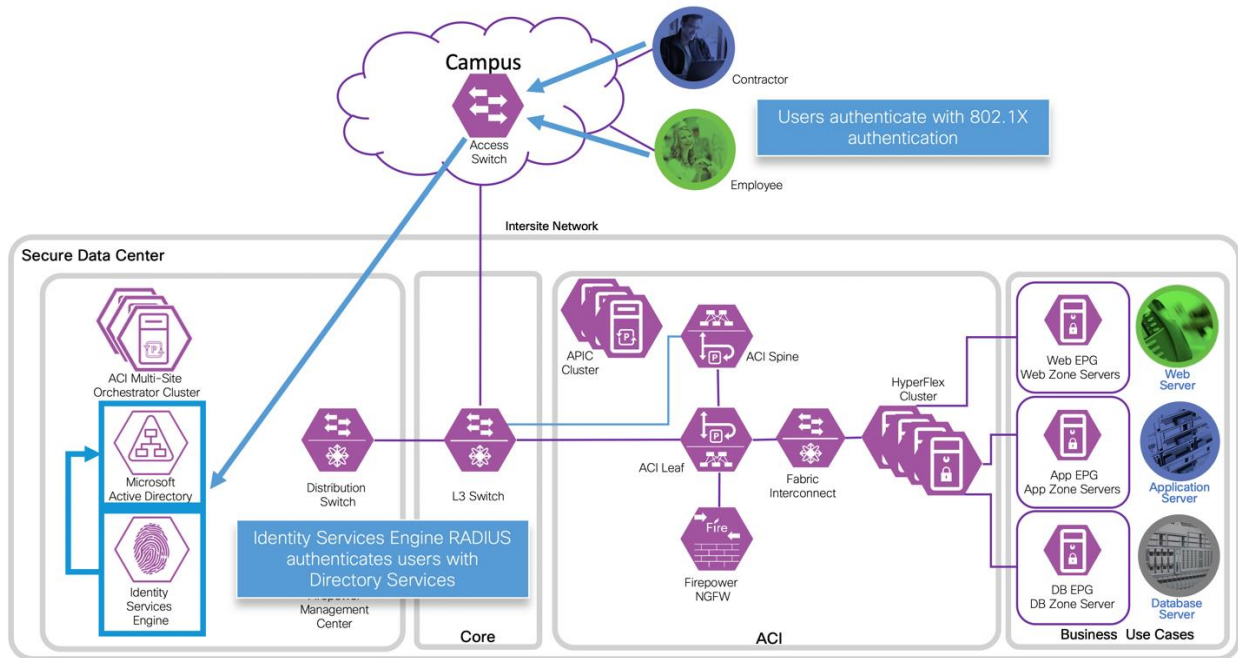 Campus
Access
Switch
Contractor
Employee
Users authenticate with 802.1X
authentication
Intersite Network
Secure Data Center
ACI Multi-Site
Orchestrator Cluster
Microsoft
Active Directory
Identity
Services
Engine
Distribution
Switch
Identity Services Engine RADIUS
authenticates users with
Directory Services
Management
Center
L3 Switch
Core
APIC
Cluster
P
ACI Spine
P
ACI Leaf
Fire
Firepower
NGFW
Fabric
Interconnect
HyperFlex
Cluster
ACI
Web EPG
Web Zone Servers
Web
Server
App EPG
App Zone Servers
Application
Server
DB EPG
DB Zone Server
Database
Server
Business Use Cases